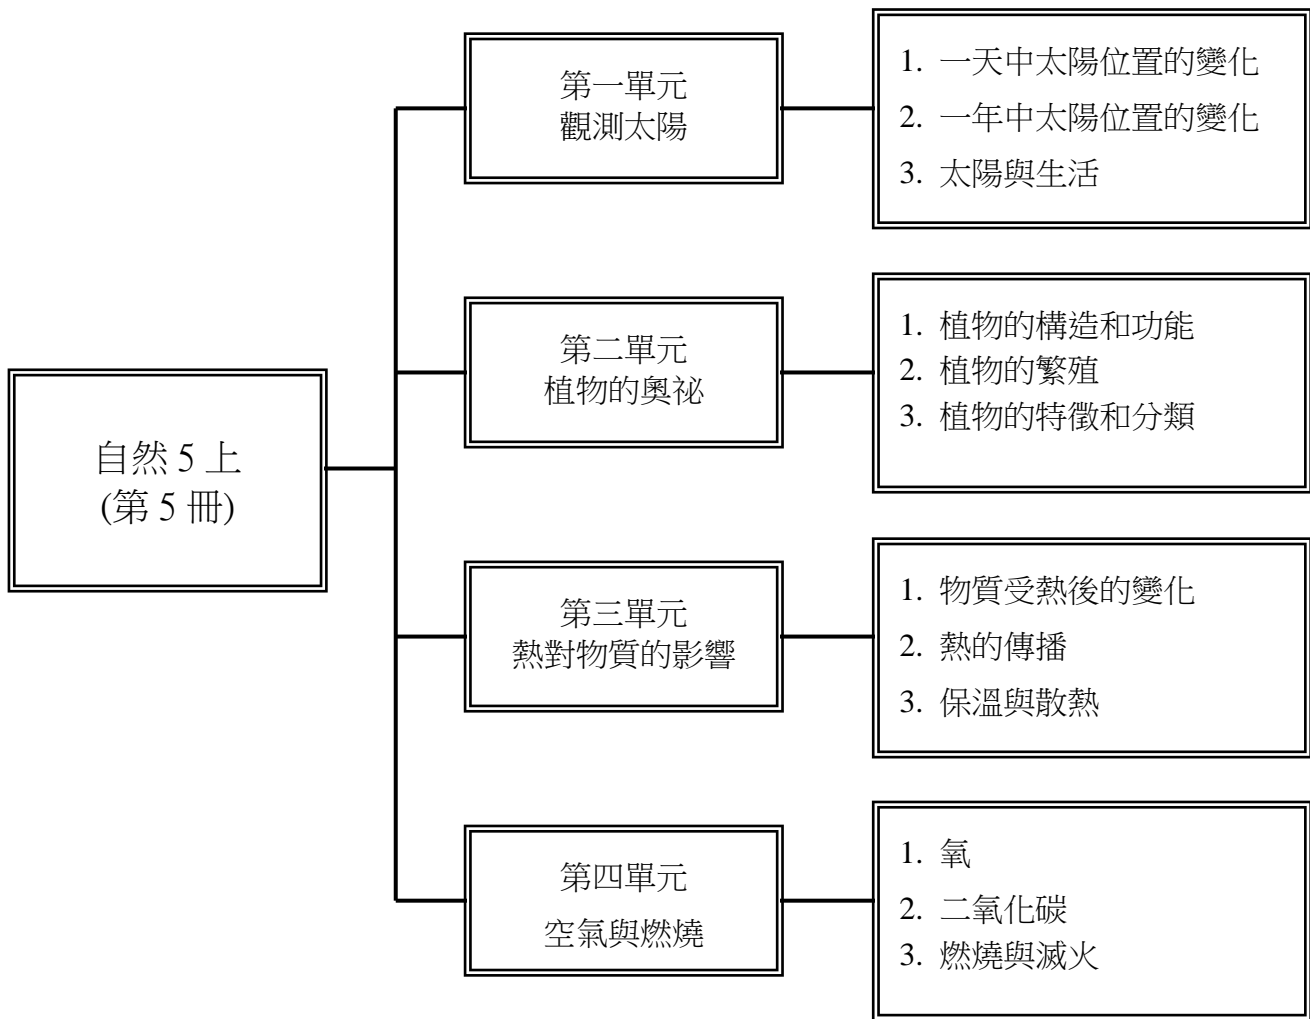 自然 5 上
(第 5 冊)
第一單元
觀測太陽
1. 一天中太陽位置的變化
2. 一年中太陽位置的變化
3. 太陽與生活
第二單元
植物的奧祕
1. 植物的構造和功能
2. 植物的繁殖
3. 植物的特徵和分類
第三單元
熱對物質的影響
1. 物質受熱後的變化
2. 熱的傳播
3. 保溫與散熱
第四單元
空氣與燃燒
1. 氧
2. 二氧化碳
3. 燃燒與滅火